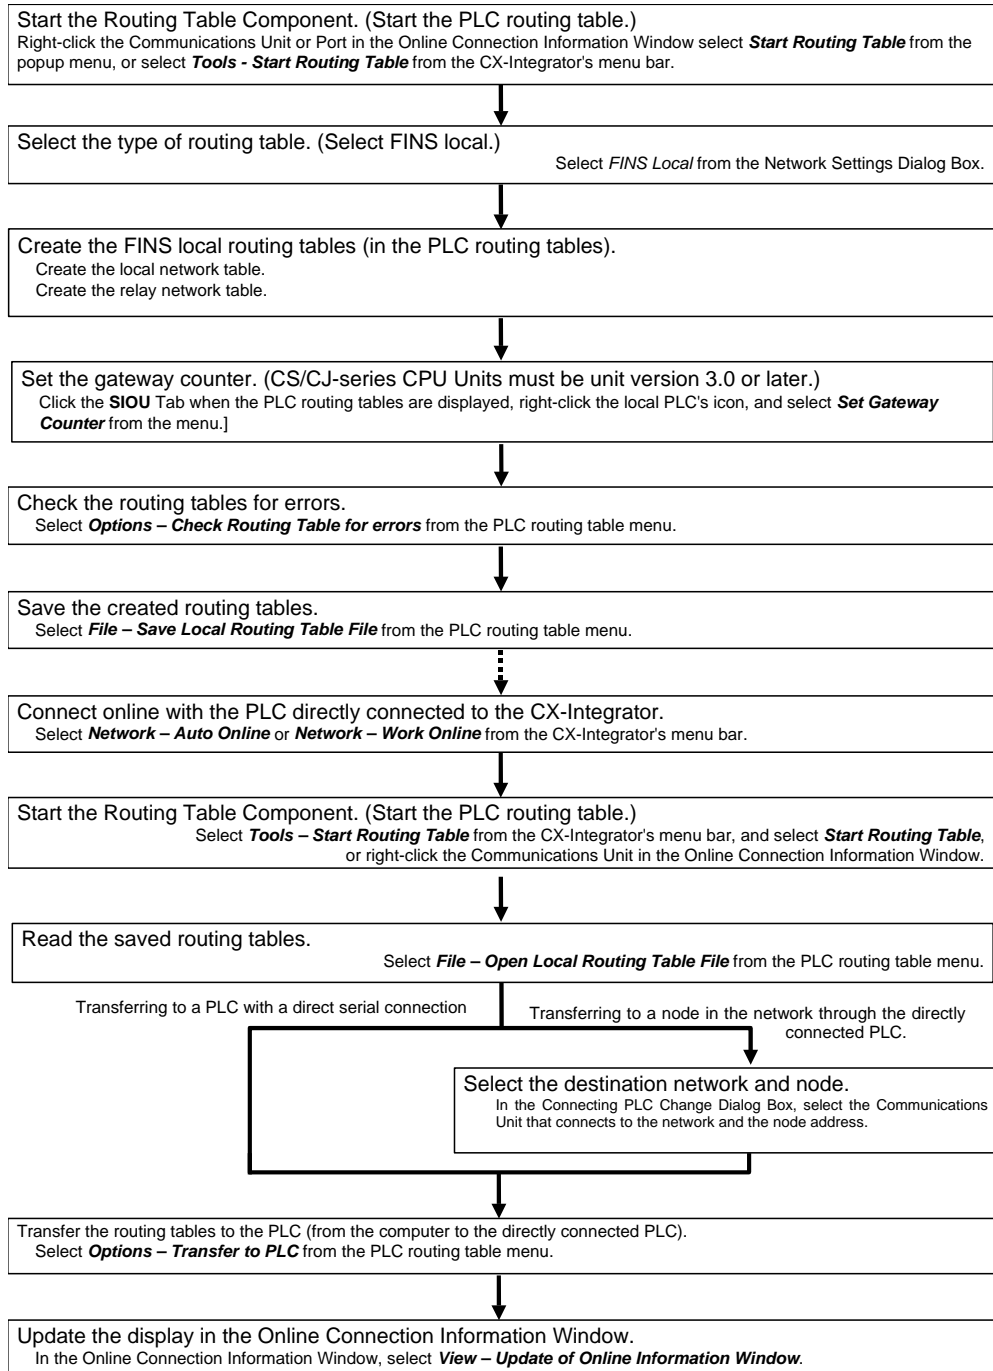 Start the Routing Table Component. (Start the PLC routing table.)
Right-click the Communications Unit or Port in the Online Connection Information Window select Start Routing Table from the
popup menu, or select Tools - Start Routing Table from the CX-Integrator's menu bar.
Select the type of routing table. (Select FINS local.)
Select FINS Local from the Network Settings Dialog Box.
Create the FINS local routing tables (in the PLC routing tables).
Create the local network table.
Create the relay network table.
Set the gateway counter. (CS/CJ-series CPU Units must be unit version 3.0 or later.)
Click the SIOU Tab when the PLC routing tables are displayed, right-click the local PLC's icon, and select Set Gateway
Counter from the menu.]
Check the routing tables for errors.
Select Options – Check Routing Table for errors from the PLC routing table menu.
Save the created routing tables.
Select File – Save Local Routing Table File from the PLC routing table menu.
Connect online with the PLC directly connected to the CX-Integrator.
Select Network – Auto Online or Network – Work Online from the CX-Integrator's menu bar.
Start the Routing Table Component. (Start the PLC routing table.)
Select Tools – Start Routing Table from the CX-Integrator's menu bar, and select Start Routing Table,
or right-click the Communications Unit in the Online Connection Information Window.
Read the saved routing tables.
Select File – Open Local Routing Table File from the PLC routing table menu.
Transferring to a PLC with a direct serial connection
Transferring to a node in the network through the directly
connected PLC.
Select the destination network and node.
In the Connecting PLC Change Dialog Box, select the Communications
Unit that connects to the network and the node address.
Transfer the routing tables to the PLC (from the computer to the directly connected PLC).
Select Options – Transfer to PLC from the PLC routing table menu.
Update the display in the Online Connection Information Window.
In the Online Connection Information Window, select View – Update of Online Information Window.